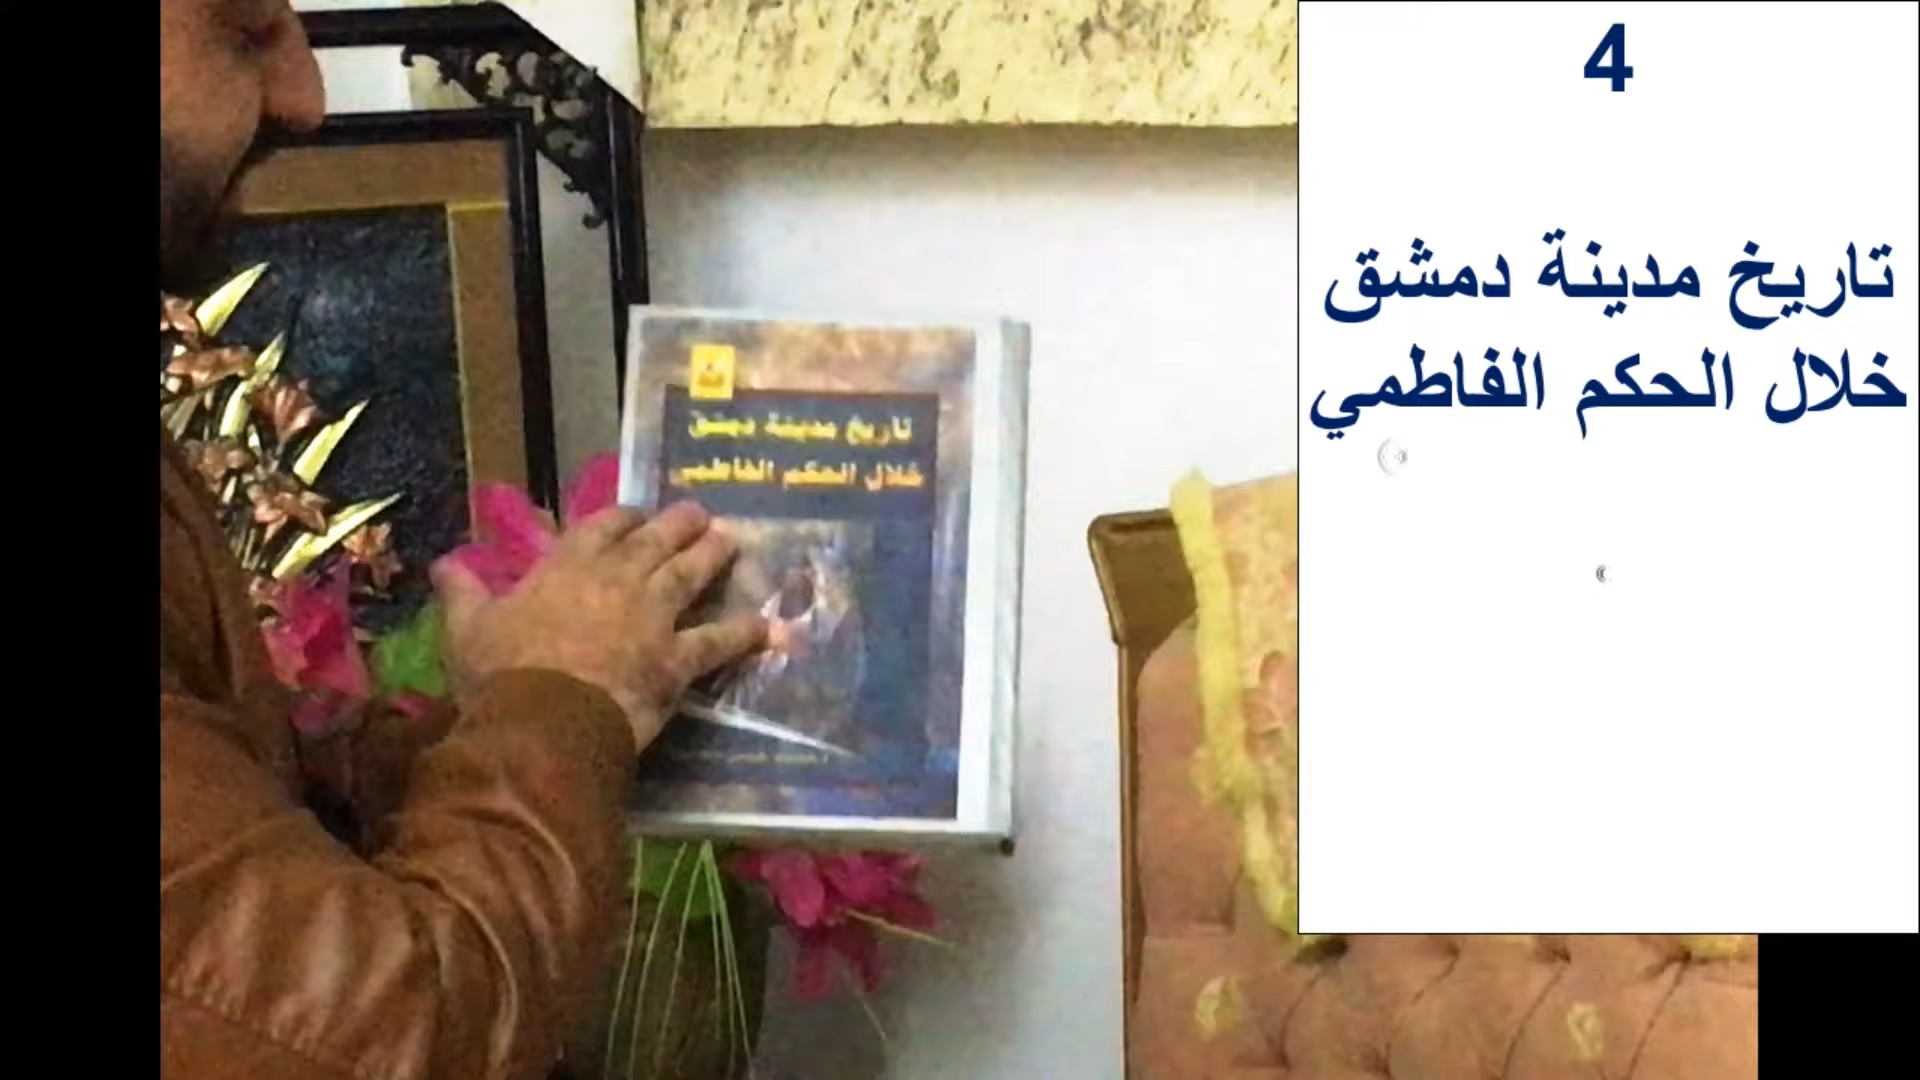 4
تاريخ مدينة دمشق
خلال الحكم الفاطمي
تاريخ مدينة دمشق
خلال الحكم الفاطمي